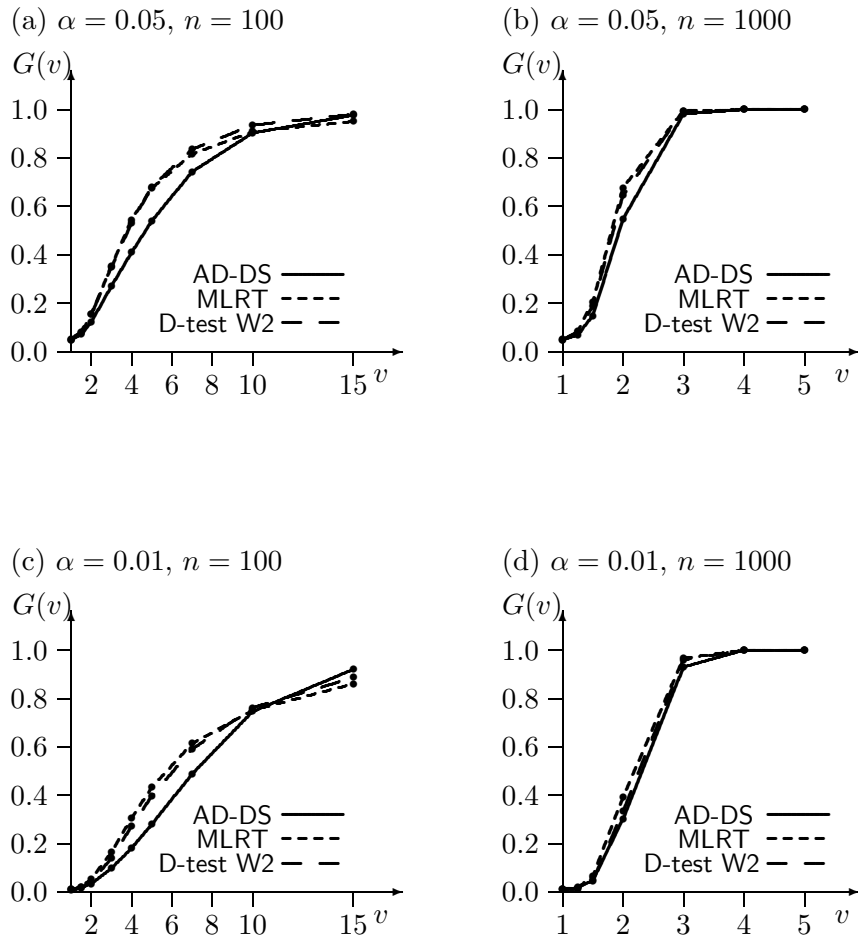 (a) α = 0.05, n = 100
G(v)
1.0
0.8
0.6
0.4
0.2
0.0
AD-DS
MLRT
D-test W2
2 4 6 8 10 15 v
(b) α = 0.05, n = 1000
G(v)
1.0
0.8
0.6
0.4
0.2
0.0
AD-DS
MLRT
D-test W2
1 2 3 4 5 v
(c) α = 0.01, n = 100
G(v)
1.0
0.8
0.6
0.4
0.2
0.0
AD-DS
MLRT
D-test W2
2 4 6 8 10 15 v
(d) α = 0.01, n = 1000
G(v)
1.0
0.8
0.6
0.4
0.2
0.0
AD-DS
MLRT
D-test W2
1 2 3 4 5 v